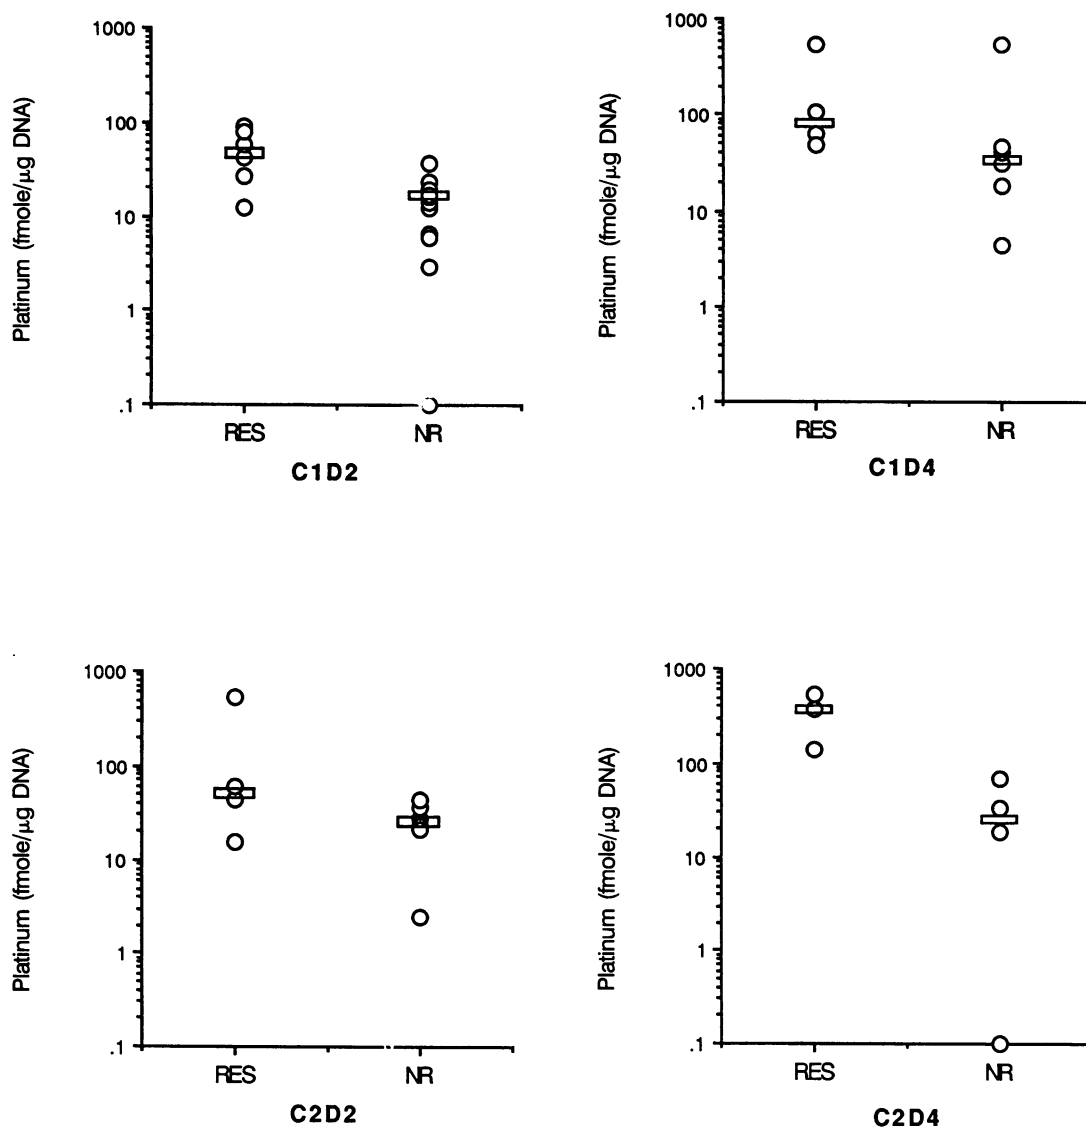 Platinum (fmole/µg DNA)
1000
100
10
1
.1
RES
NR
C1D2
Platinum (fmole/µg DNA)
1000
100
10
1
.1
RES
NR
C1D4
Platinum (fmole/µg DNA)
1000
100
10
1
.1
RES
NR
C2D2
Platinum (fmole/µg DNA)
1000
100
10
1
.1
RES
NR
C2D4